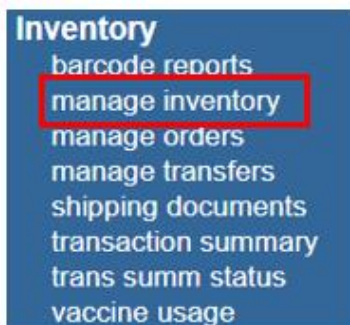 Inventory
barcode reports
manage inventory
manage orders
manage transfers
shipping documents
transaction summary
trans summ status
vaccine usage